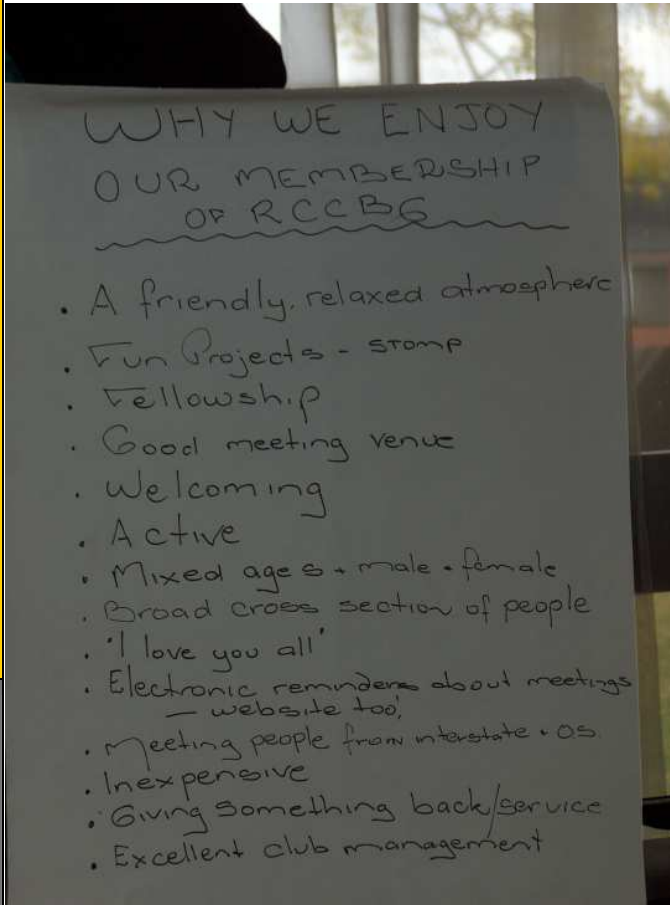 WHY WE ENJOY
OUR MEMBERSHIP
OF RCCBG
. A friendly, relaxed atmosphere
. Fun Projects - STOMP
. Fellowship
. Good meeting venue
. Welcoming
. Active
. Mixed ages + male + female
. Broad cross section of people
. 'I love you all'
. Electronic reminders about meetings
— website too!
. Meeting people from interstate + OS.
. Inexpensive
. Giving something back/service
. Excellent club management